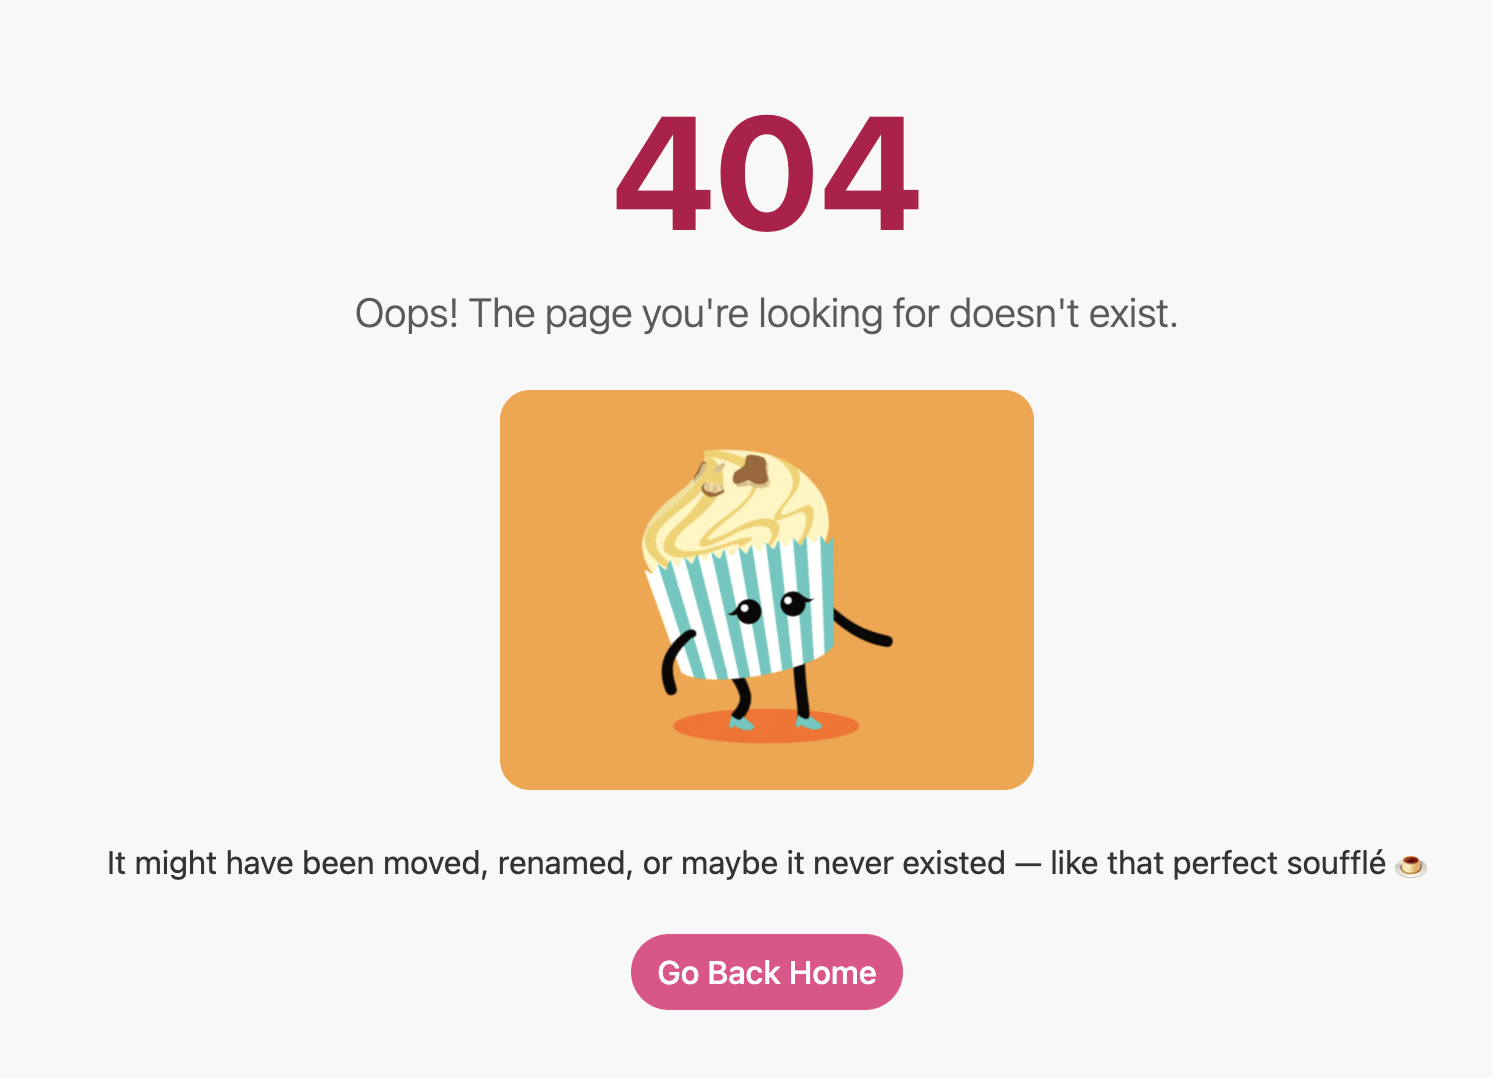 404
Oops! The page you're looking for doesn't exist.
It might have been moved, renamed, or maybe it never existed — like that perfect soufflé 🍮
Go Back Home